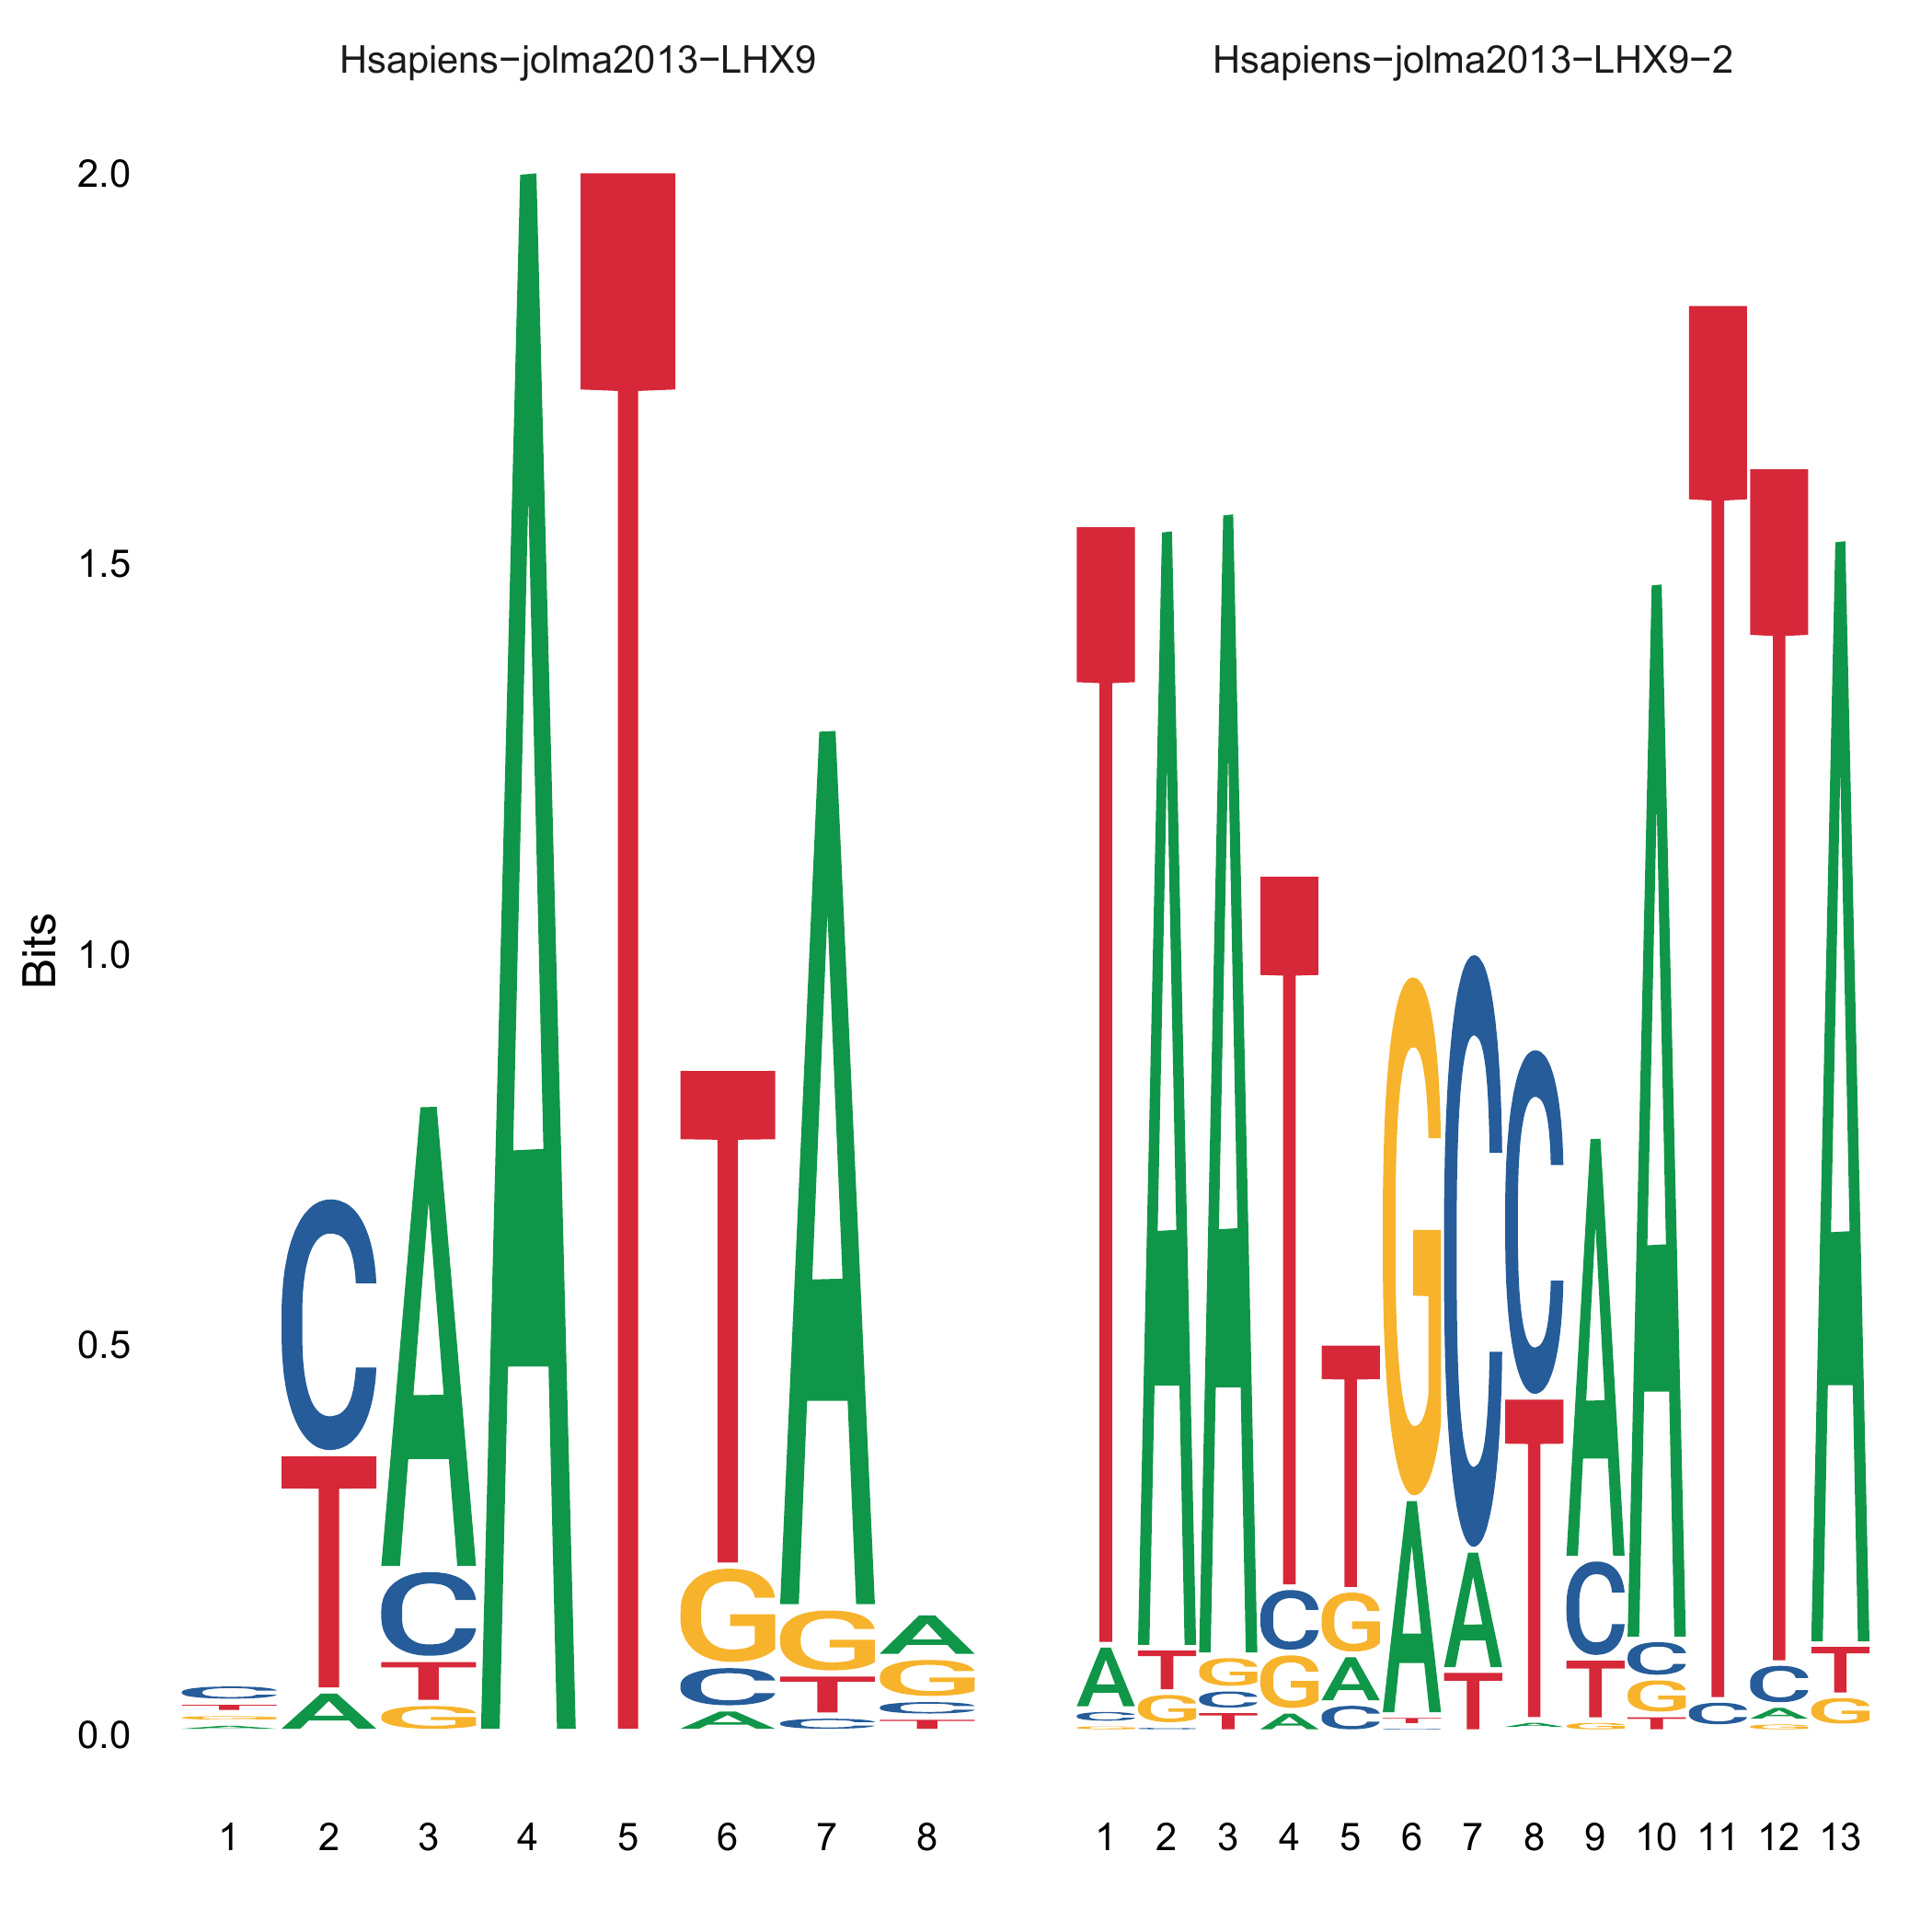 Hsapiens−jolma2013−LHX9 Hsapiens−jolma2013−LHX9−2
2.0
1.5
1.0
0.5
0.0
Bits
C T G A
C T A
A C T G
A
T
T G C A
A G T C
A G C T
T A C G
A T G C
A G C T
T C G A
T G A C
G A T C
C A T
C T A
A C T G
A C G T
T C
T C A G
A T G
1 2 3 4 5 6 7 8 1 2 3 4 5 6 7 8 9 10 11 12 13